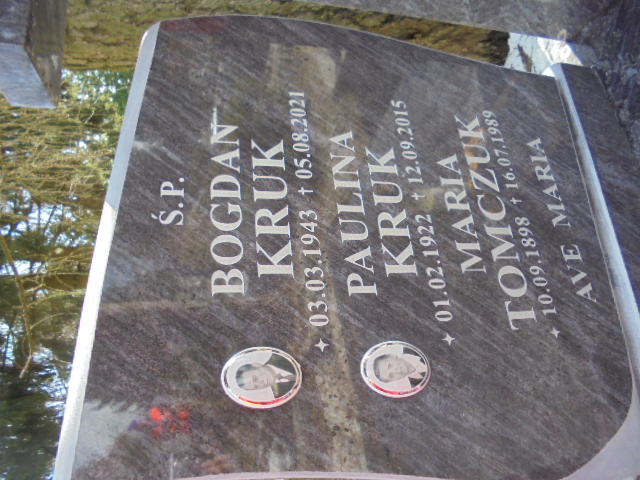 Ś.P.
BOGDAN
KRUK
✦ 03.03.1943 † 05.08.2021
PAULINA
KRUK
✦ 01.02.1922 † 12.09.2015
MARIA
TOMCZUK
✦ 10.09.1898 † 16.07.1989
AVE MARIA